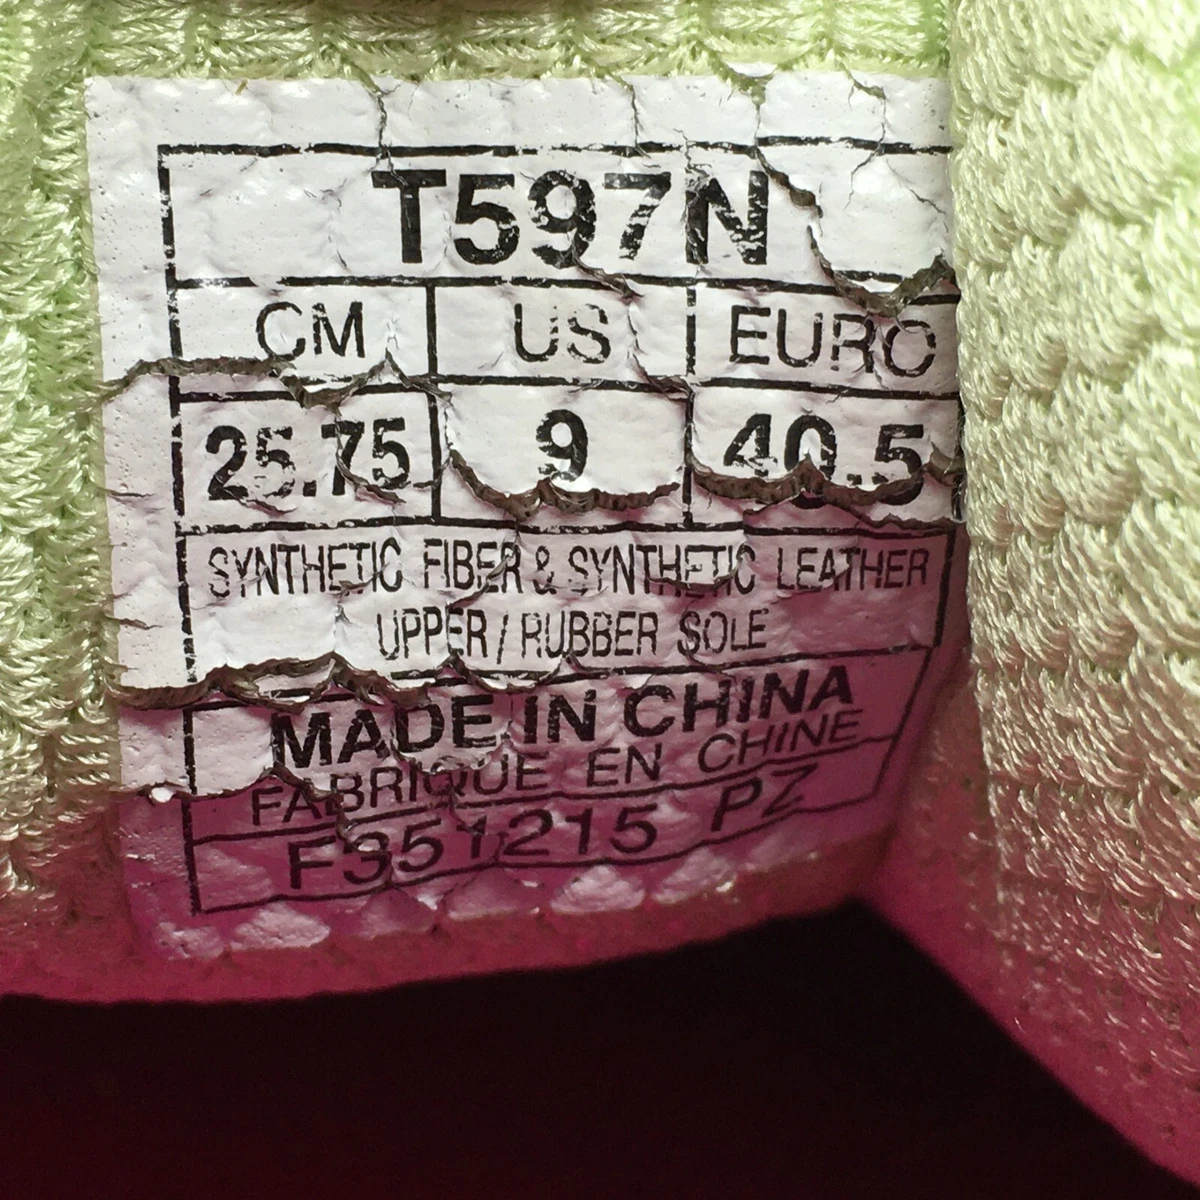 T597N
CM US EURO
25.75 9 40.5
SYNTHETIC FIBER & SYNTHETIC LEATHER
UPPER / RUBBER SOLE
MADE IN CHINA
FABRIQUE EN CHINE
F351215 PZ